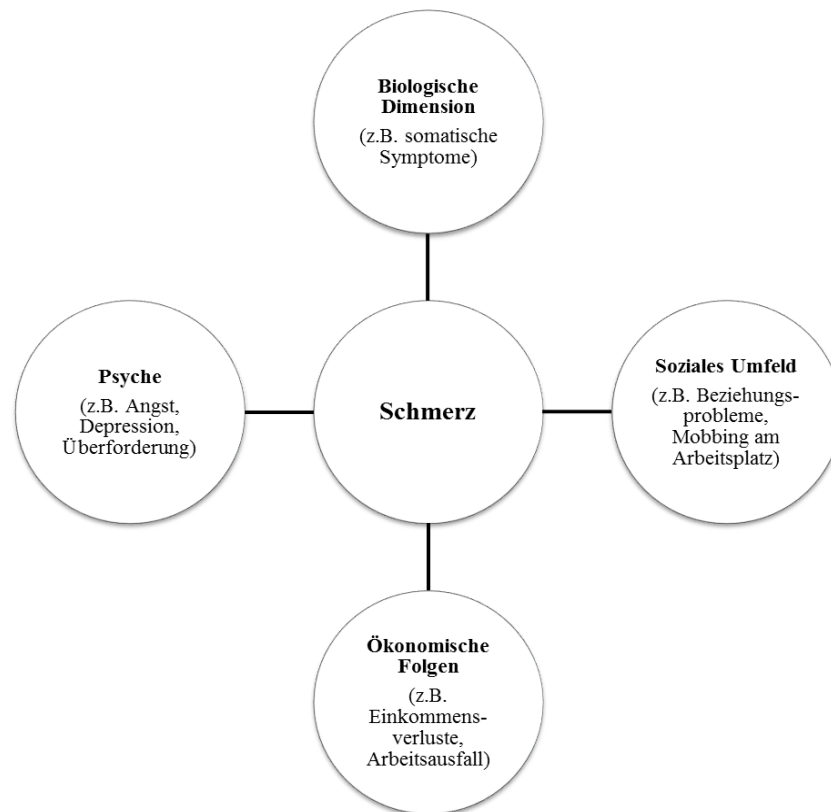 Biologische
Dimension
(z.B. somatische
Symptome)
Psyche
(z.B. Angst,
Depression,
Überforderung)
Schmerz
Soziales Umfeld
(z.B. Beziehungs-
probleme,
Mobbing am
Arbeitsplatz)
Ökonomische
Folgen
(z.B.
Einkommens-
verluste,
Arbeitsausfall)